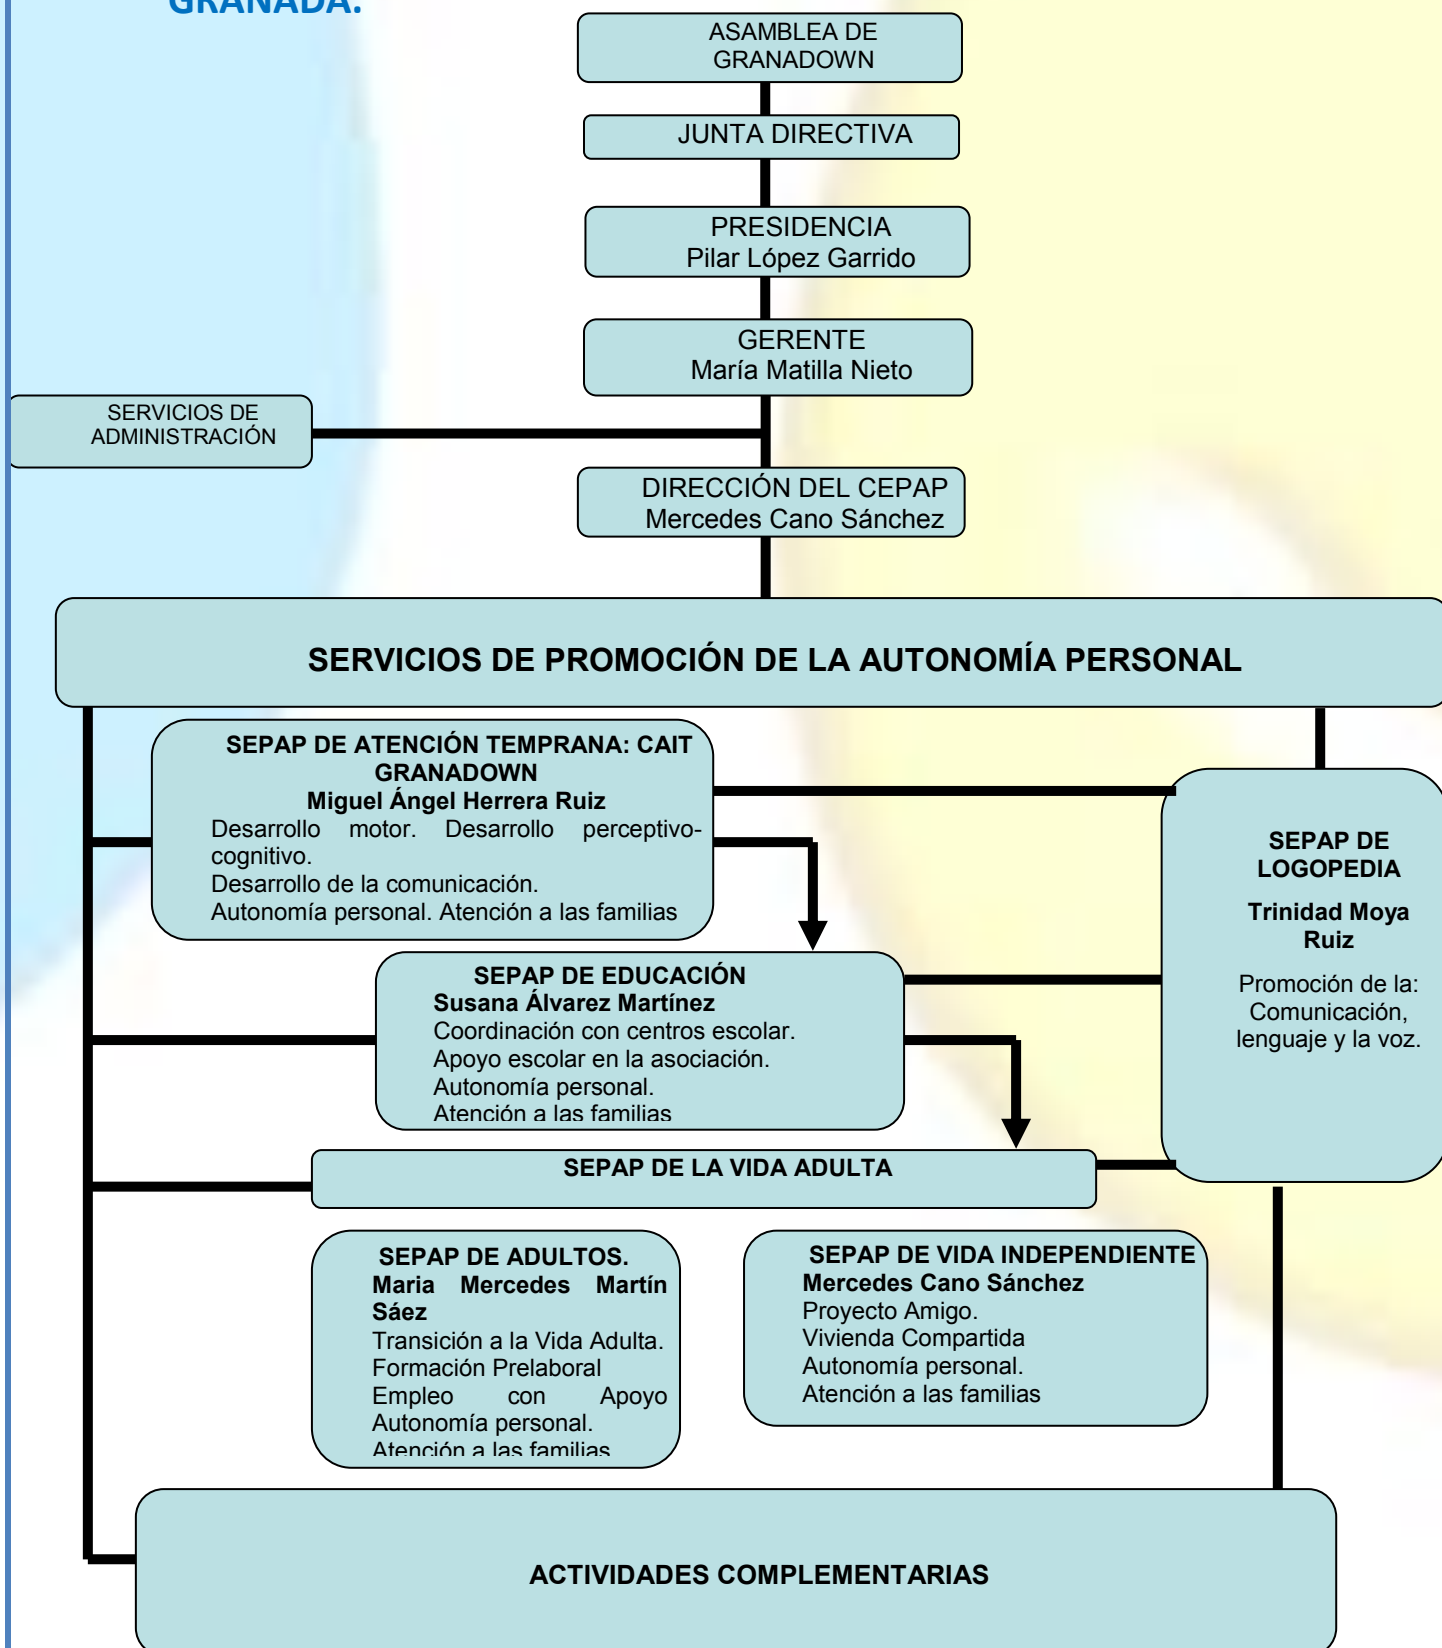 GRANADA.
ASAMBLEA DE
GRANADOWN
JUNTA DIRECTIVA
PRESIDENCIA
Pilar López Garrido
GERENTE
María Matilla Nieto
SERVICIOS DE
ADMINISTRACIÓN
DIRECCIÓN DEL CEPAP
Mercedes Cano Sánchez
SERVICIOS DE PROMOCIÓN DE LA AUTONOMÍA PERSONAL
SEPAP DE ATENCIÓN TEMPRANA: CAIT
GRANADOWN
Miguel Ángel Herrera Ruiz
Desarrollo motor. Desarrollo perceptivo-
cognitivo.
Desarrollo de la comunicación.
Autonomía personal. Atención a las familias
SEPAP DE
LOGOPEDIA
Trinidad Moya
Ruiz
Promoción de la:
Comunicación,
lenguaje y la voz.
SEPAP DE EDUCACIÓN
Susana Álvarez Martínez
Coordinación con centros escolar.
Apoyo escolar en la asociación.
Autonomía personal.
Atención a las familias
SEPAP DE LA VIDA ADULTA
SEPAP DE ADULTOS.
Maria Mercedes Martín
Sáez
Transición a la Vida Adulta.
Formación Prelaboral
Empleo con Apoyo
Autonomía personal.
Atención a las familias
SEPAP DE VIDA INDEPENDIENTE
Mercedes Cano Sánchez
Proyecto Amigo.
Vivienda Compartida
Autonomía personal.
Atención a las familias
ACTIVIDADES COMPLEMENTARIAS